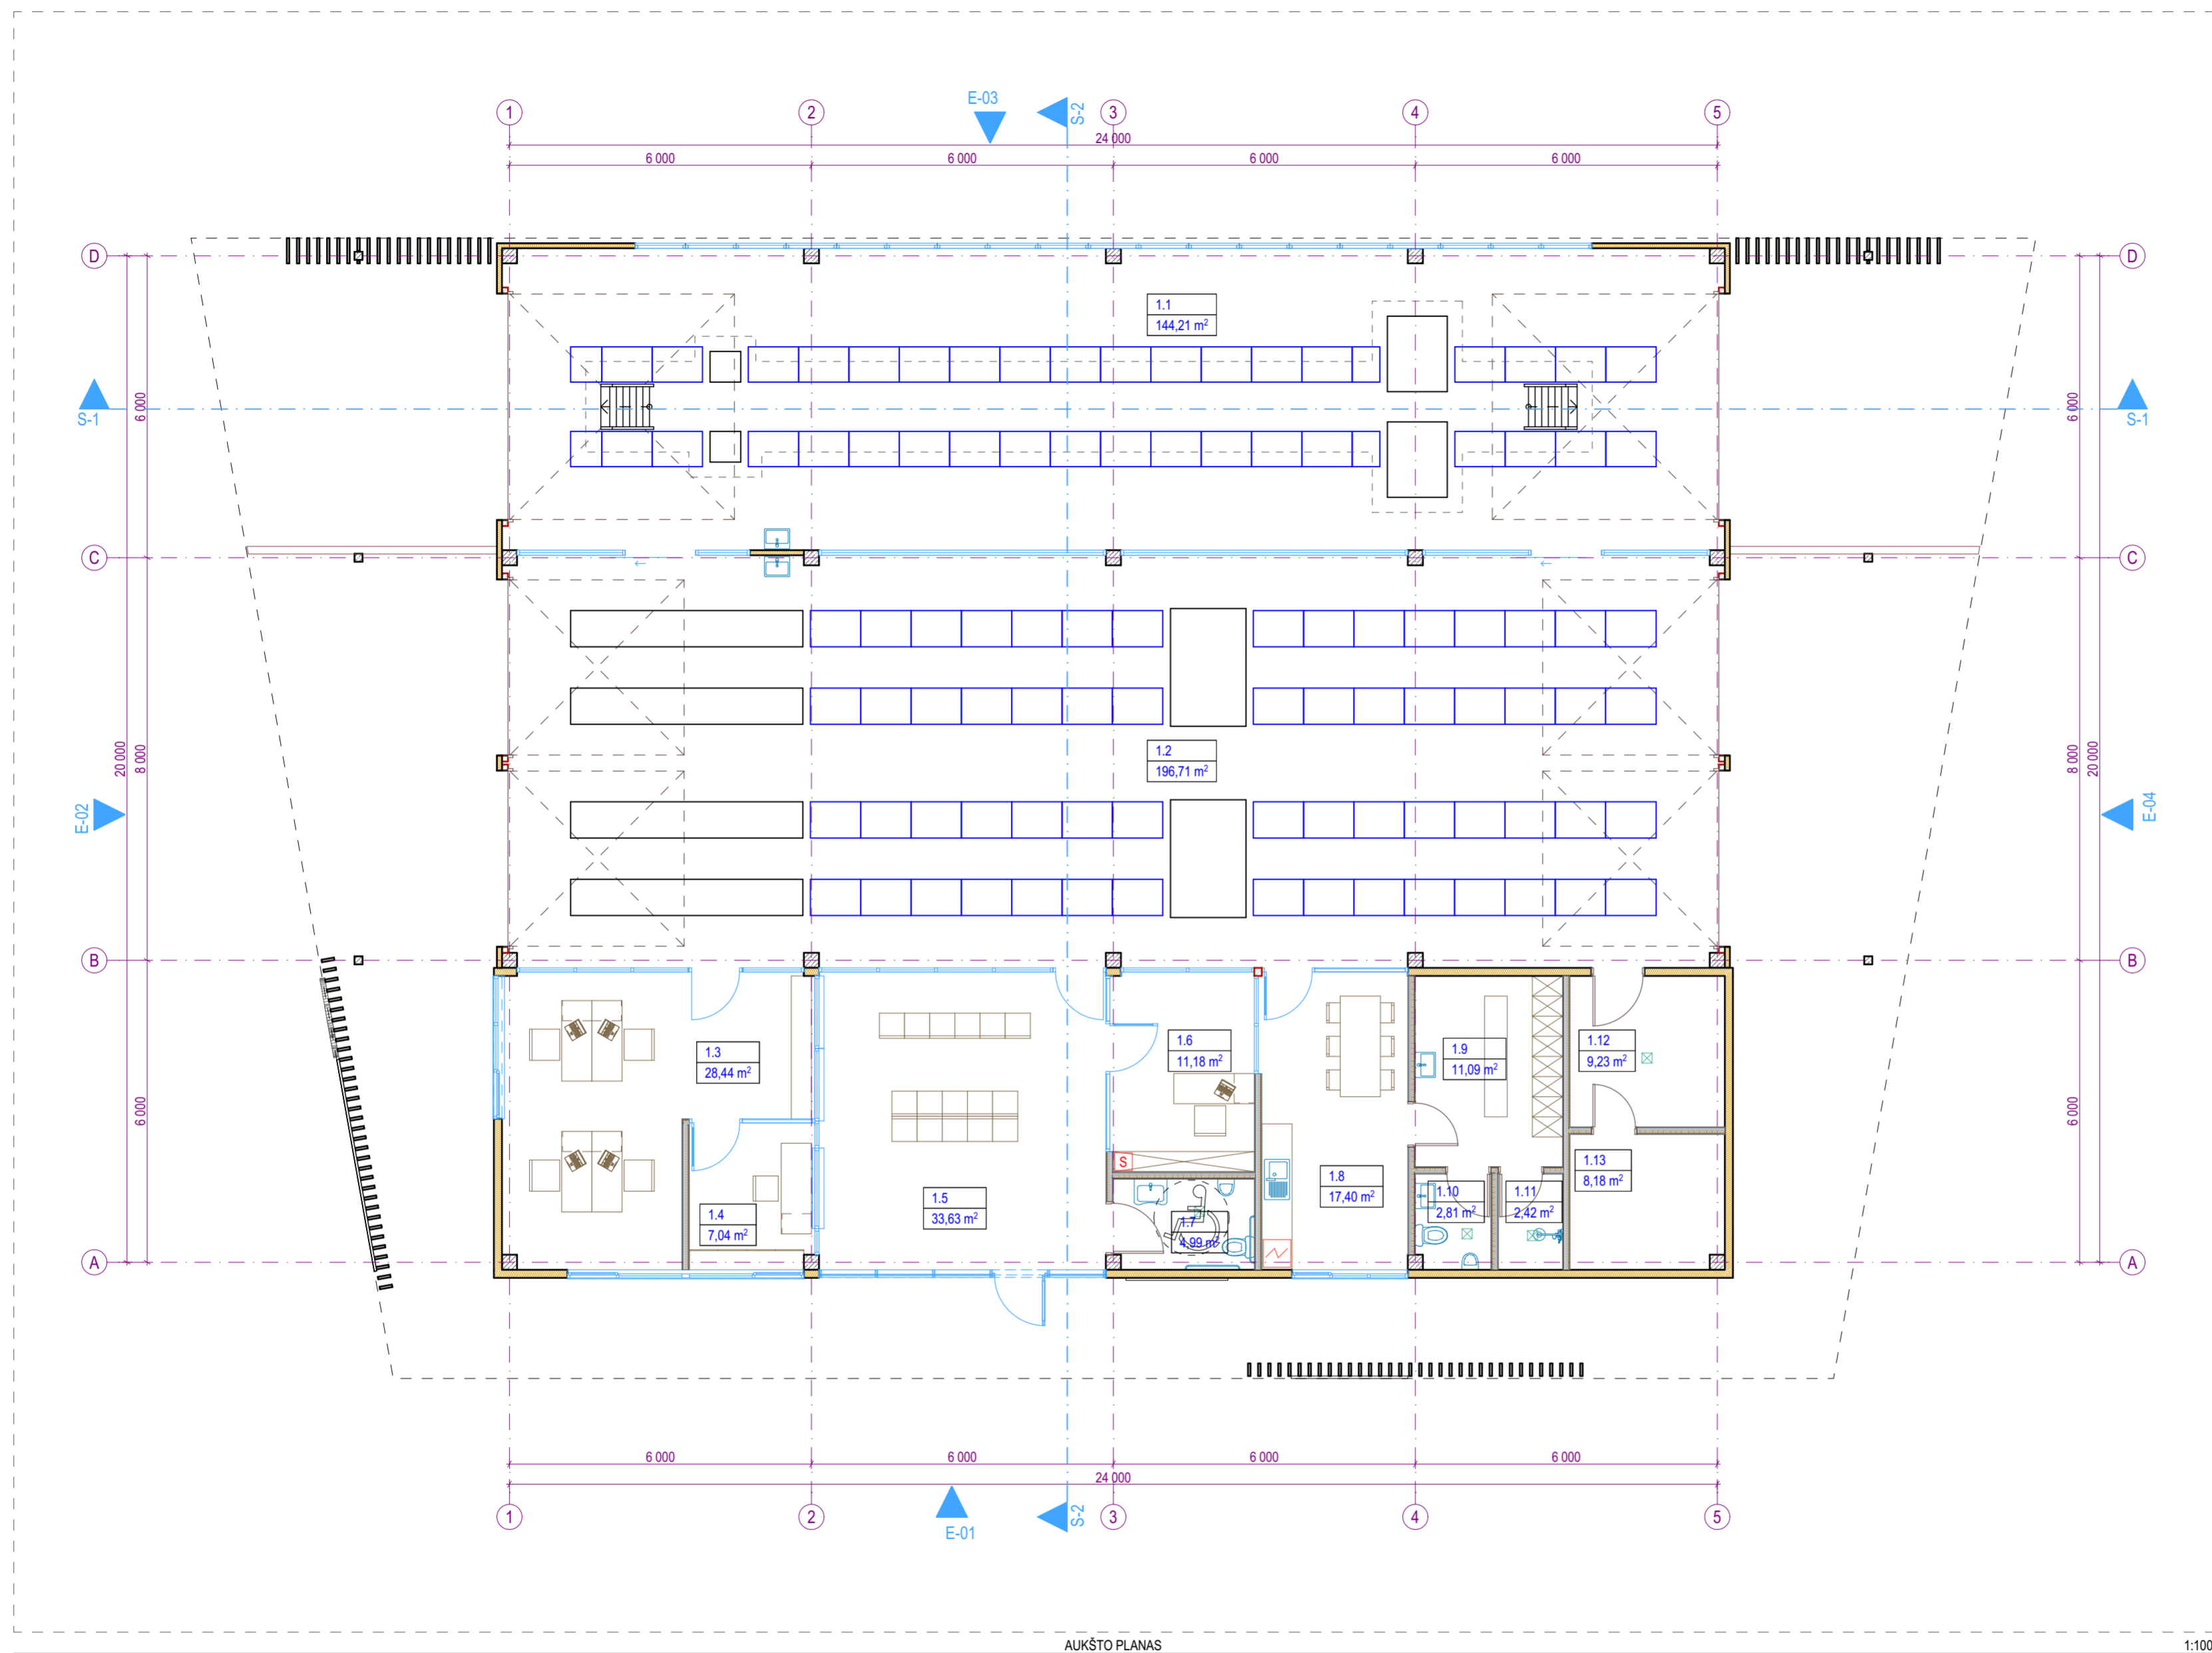 E-03
S-2
1
2
3
4
5
24 000
6 000
6 000
6 000
6 000
D
D
1.1
144,21 m²
S-1
6 000
6 000
S-1
C
C
20 000
8 000
1.2
196,71 m²
8 000
20 000
E-02
E-04
B
B
1.3
28,44 m²
1.6
11,18 m²
1.9
11,09 m²
1.12
9,23 m²
6 000
6 000
S
1.4
7,04 m²
1.5
33,63 m²
1.7
4,99 m²
1.8
17,40 m²
1.10
2,81 m²
1.11
2,42 m²
1.13
8,18 m²
A
A
6 000
6 000
6 000
6 000
24 000
1
2
3
4
5
E-01
S-2
AUKŠTO PLANAS
1:100